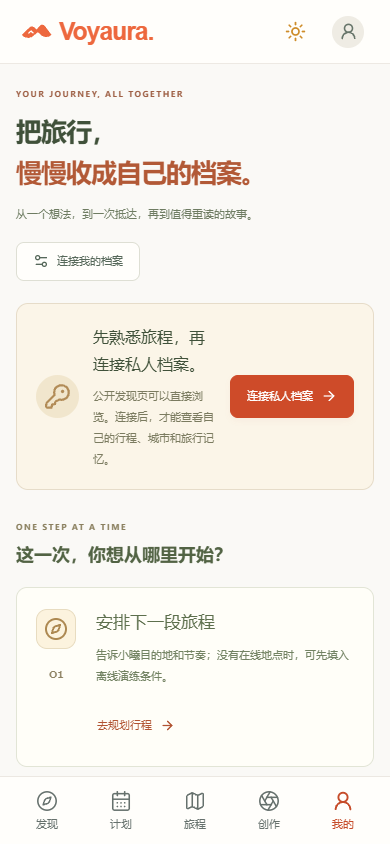 Voyaura.
YOUR JOURNEY, ALL TOGETHER
把旅行，
慢慢收成自己的档案。
从一个想法，到一次抵达，再到值得重读的故事。
连接我的档案
先熟悉旅程，再
连接私人档案。
公开发现页可以直接浏
览。连接后，才能查看自
己的行程、城市和旅行记
忆。
连接私人档案
ONE STEP AT A TIME
这一次，你想从哪里开始？
安排下一段旅程
告诉小曦目的地和节奏；没有在线地点时，可先填入
离线演练条件。
01
去规划行程
发现
计划
旅程
创作
我的